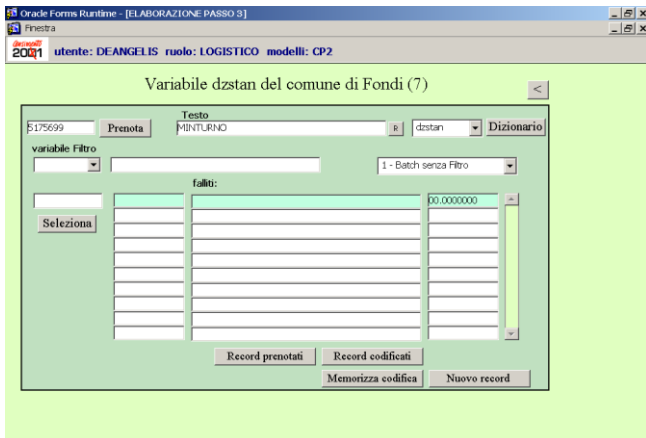 Oracle Forms Runtime - [ELABORAZIONE PASSO 3]
Finestra
Censimenti 2001 utente: DEANGELIS ruolo: LOGISTICO modelli: CP2
Variabile dzstan del comune di Fondi (7)
<
Testo
5175699 Prenota MINTURNO R dzstan Dizionario
variabile Filtro
1 - Batch senza Filtro
falliti:
00.0000000
Seleziona
Record prenotati Record codificati
Memorizza codifica Nuovo record